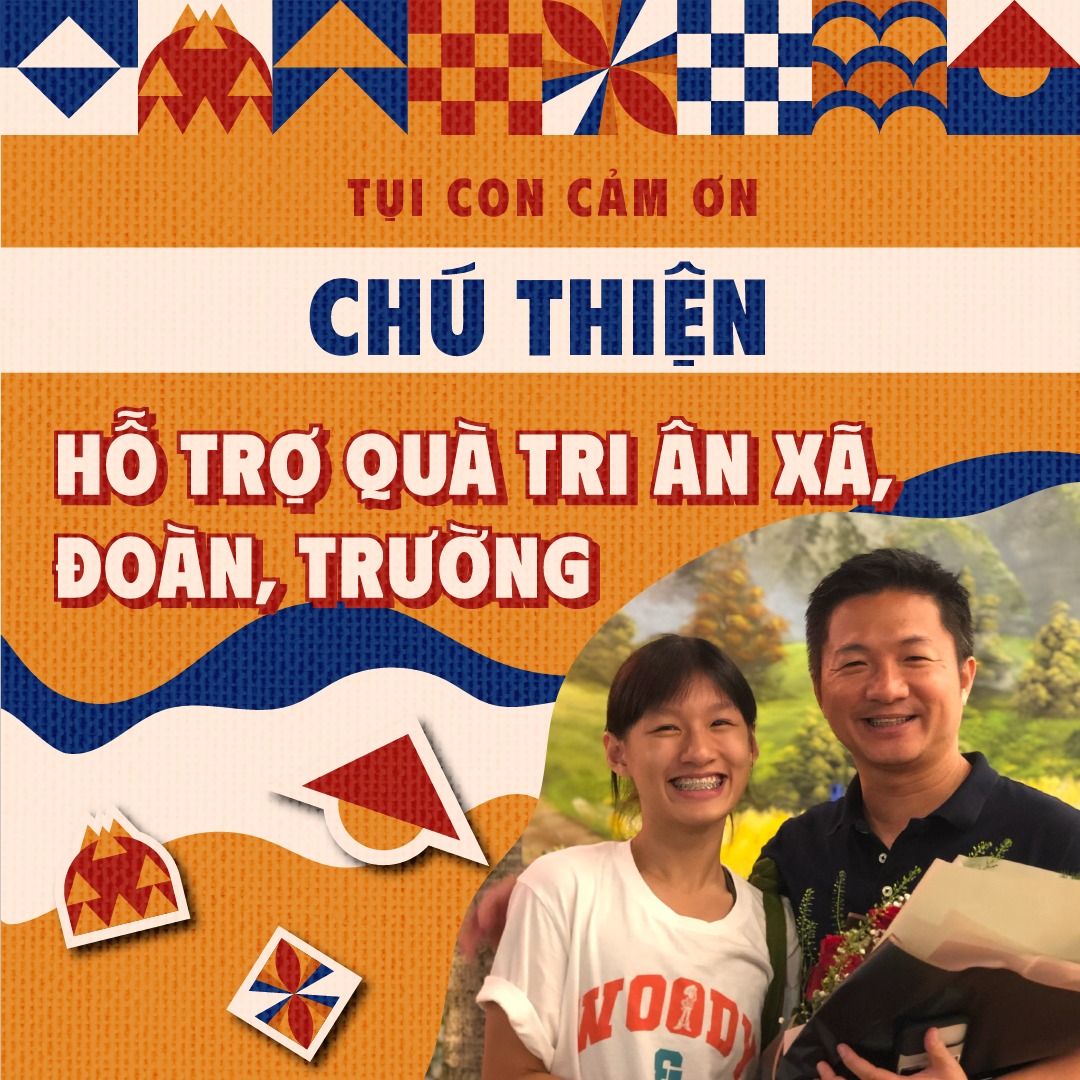 TỤI CON CẢM ƠN
CHÚ THIỆN
HỖ TRỢ QUÀ TRI ÂN XÃ,
ĐOÀN, TRƯỜNG
WOODY
&